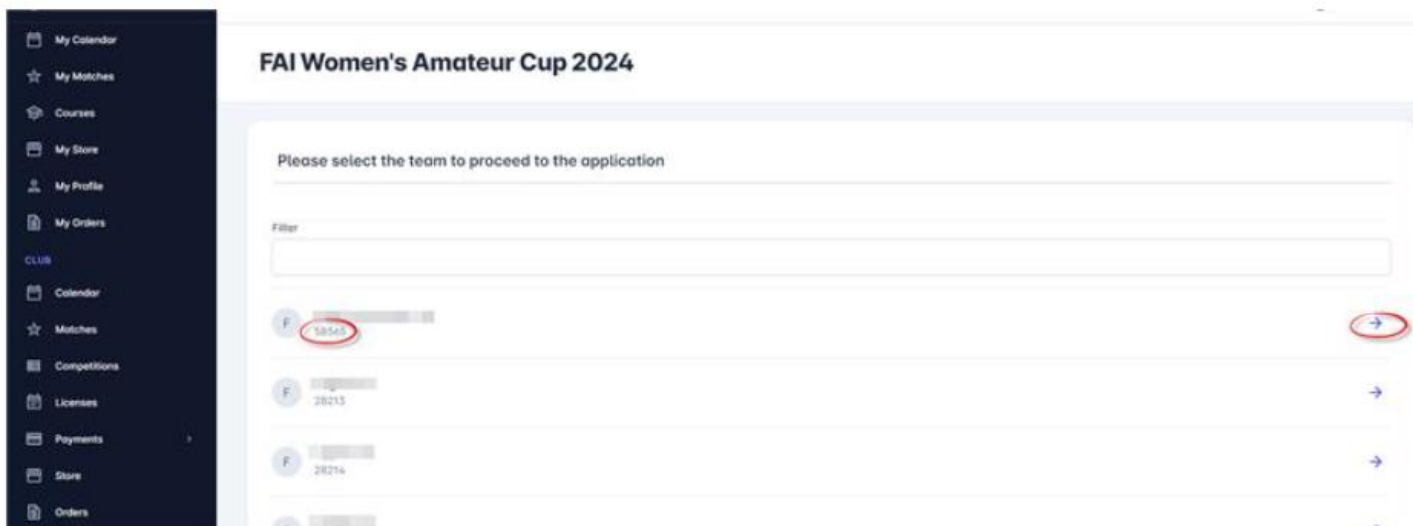 My Calendar
My Matches
Courses
My Store
My Profile
My Orders
CLUB
Calendar
Matches
Competitions
Licenses
Payments
Store
Orders
FAI Women's Amateur Cup 2024
Please select the team to proceed to the application
Filter
F
58565
F
28213
F
28214